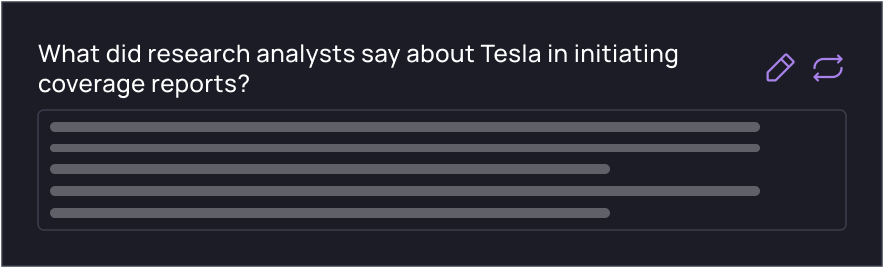 What did research analysts say about Tesla in initiating
coverage reports?